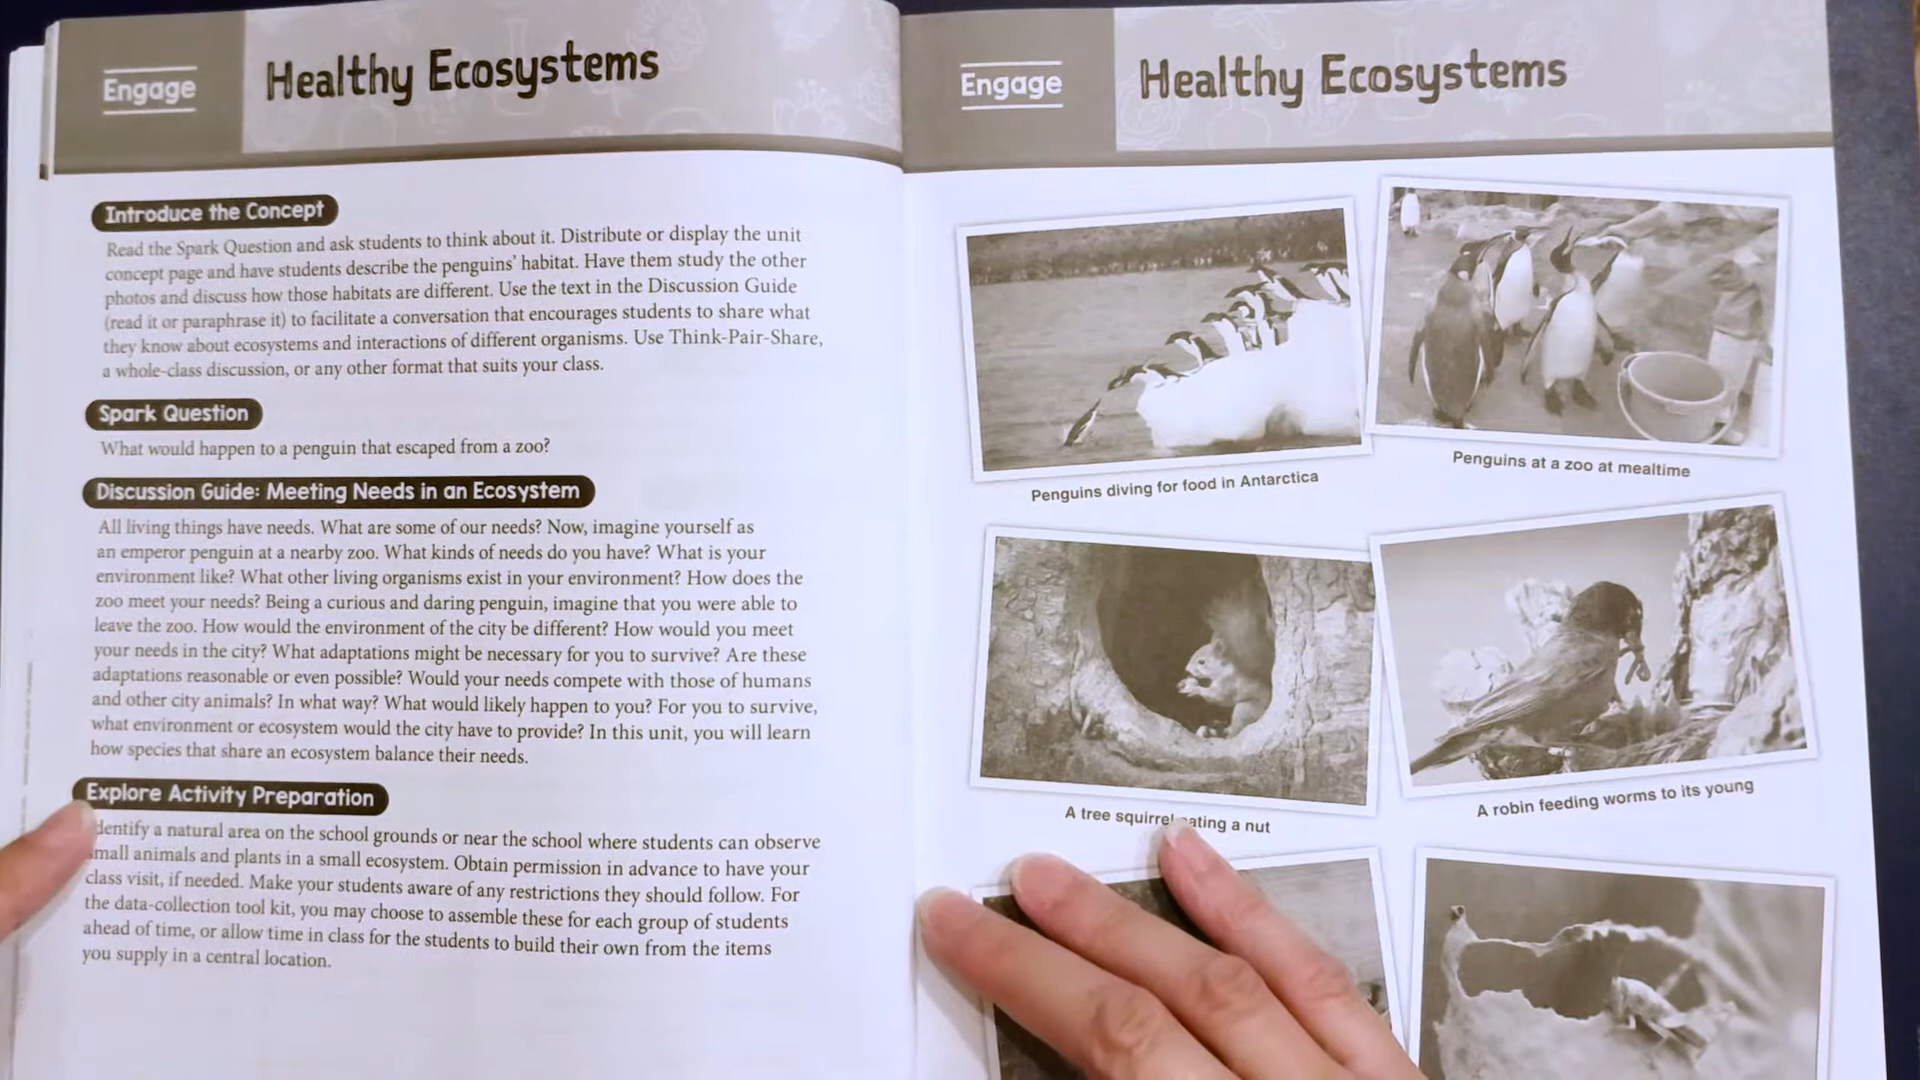 Engage
Healthy Ecosystems
Introduce the Concept
Read the Spark Question and ask students to think about it. Distribute or display the unit
concept page and have students describe the penguins' habitat. Have them study the other
photos and discuss how those habitats are different. Use the text in the Discussion Guide
(read it or paraphrase it) to facilitate a conversation that encourages students to share what
they know about ecosystems and interactions of different organisms. Use Think-Pair-Share,
a whole-class discussion, or any other format that suits your class.
Spark Question
What would happen to a penguin that escaped from a zoo?
Discussion Guide: Meeting Needs in an Ecosystem
All living things have needs. What are some of our needs? Now, imagine yourself as
an emperor penguin at a nearby zoo. What kinds of needs do you have? What is your
environment like? What other living organisms exist in your environment? How does the
zoo meet your needs? Being a curious and daring penguin, imagine that you were able to
leave the zoo. How would the environment of the city be different? How would you meet
your needs in the city? What adaptations might be necessary for you to survive? Are these
adaptations reasonable or even possible? Would your needs compete with those of humans
and other city animals? In what way? What would likely happen to you? For you to survive,
what environment or ecosystem would the city have to provide? In this unit, you will learn
how species that share an ecosystem balance their needs.
Explore Activity Preparation
dentify a natural area on the school grounds or near the school where students can observe
small animals and plants in a small ecosystem. Obtain permission in advance to have your
class visit, if needed. Make your students aware of any restrictions they should follow. For
the data-collection tool kit, you may choose to assemble these for each group of students
ahead of time, or allow time in class for the students to build their own from the items
you supply in a central location.
Engage
Healthy Ecosystems
Penguins diving for food in Antarctica
Penguins at a zoo at mealtime
A tree squirrel ating a nut
A robin feeding worms to its young